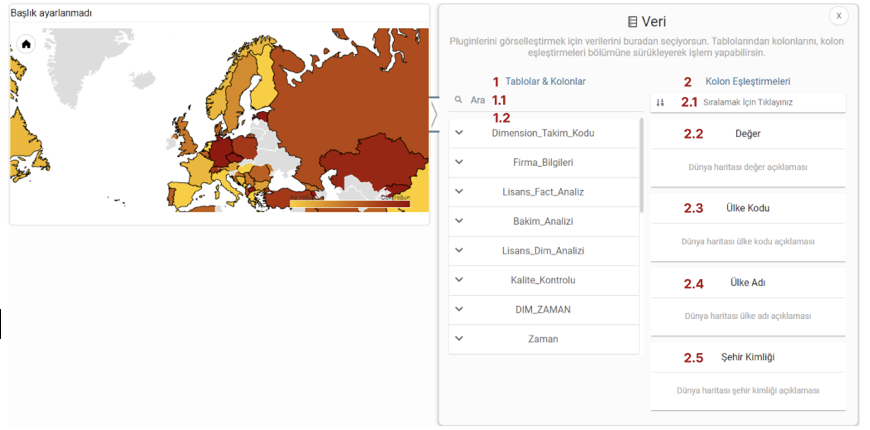 Başlık ayarlanmadı
Veri
X
Pluginlerini görselleştirmek için verilerini buradan seçiyorsun. Tablolarından kolonlarını, kolon
eşleştirmeleri bölümüne sürükleyerek işlem yapabilirsin.
1 Tablolar & Kolonlar
Ara 1.1
1.2
Dimension_Takim_Kodu
Firma_Bilgileri
Lisans_Fact_Analiz
Bakim_Analizi
Lisans_Dim_Analizi
Kalite_Kontrolu
DIM_ZAMAN
Zaman
2 Kolon Eşleştirmeleri
2.1 Sıralamak İçin Tıklayınız
2.2 Değer
Dünya haritası değer açıklaması
2.3 Ülke Kodu
Dünya haritası ülke kodu açıklaması
2.4 Ülke Adı
Dünya haritası ülke adı açıklaması
2.5 Şehir Kimliği
Dünya haritası şehir kimliği açıklaması